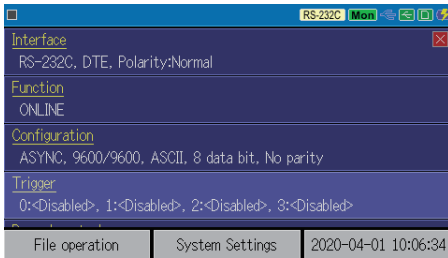 RS-232C Mon
Interface
RS-232C, DTE, Polarity:Normal
Function
ONLINE
Configuration
ASYNC, 9600/9600, ASCII, 8 data bit, No parity
Trigger
0:<Disabled>, 1:<Disabled>, 2:<Disabled>, 3:<Disabled>
File operation System Settings 2020-04-01 10:06:34